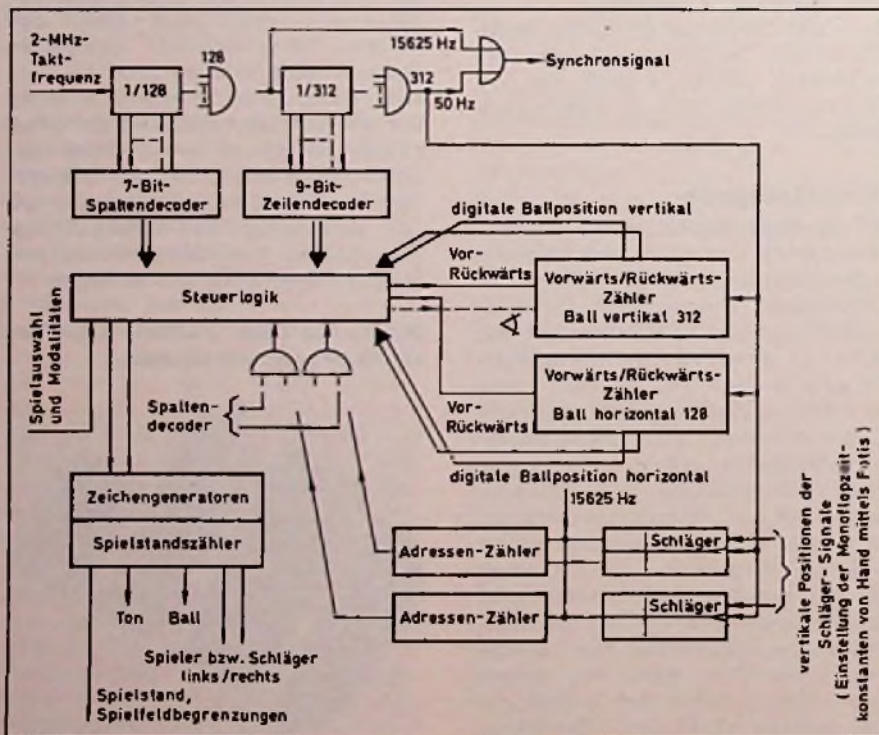 2-MHz-
Takt-
frequenz
1/128
128
1/312
312
15625 Hz
50 Hz
Synchronsignal
7-Bit-
Spaltendecoder
9-Bit-
Zeilendecoder
digitale Ballposition vertikal
Vor-
Rückwärts
Steuerlogik
Vorwärts/Rückwärts-
Zähler
Ball vertikal 312
Vorwärts/Rückwärts-
Zähler
Ball horizontal 128
Spielauswahl
und Modalitäten
Spalten-
decoder
Vor-
Rückwärts
digitale Ballposition horizontal
15625 Hz
Zeichengeneratoren
Spielstandszähler
Adressen-Zähler
Schläger
Adressen-Zähler
Schläger
Ton
Ball
Spieler bzw. Schläger
links/rechts
Spielstand,
Spielfeldbegrenzungen
vertikale Positionen der
Schläger-Signale
(Einstellung der Monoflopzeit-
konstanten von Hand mittels Potis)